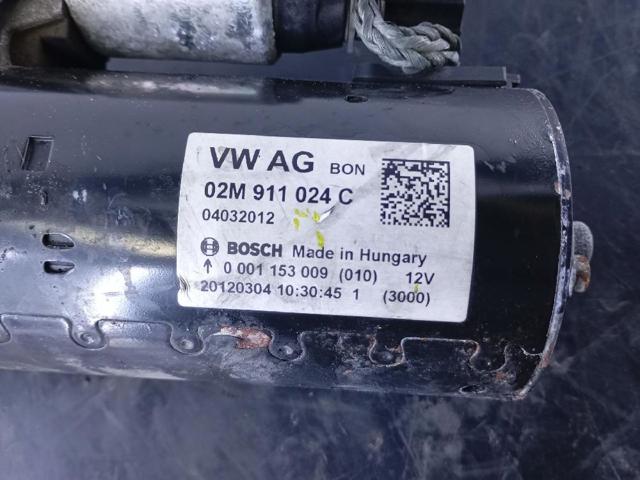 VW AG BON
02M 911 024 C
04032012
BOSCH Made in Hungary
↑ 0 001 153 009 (010) 12V
20120304 10:30:45 1 (3000)